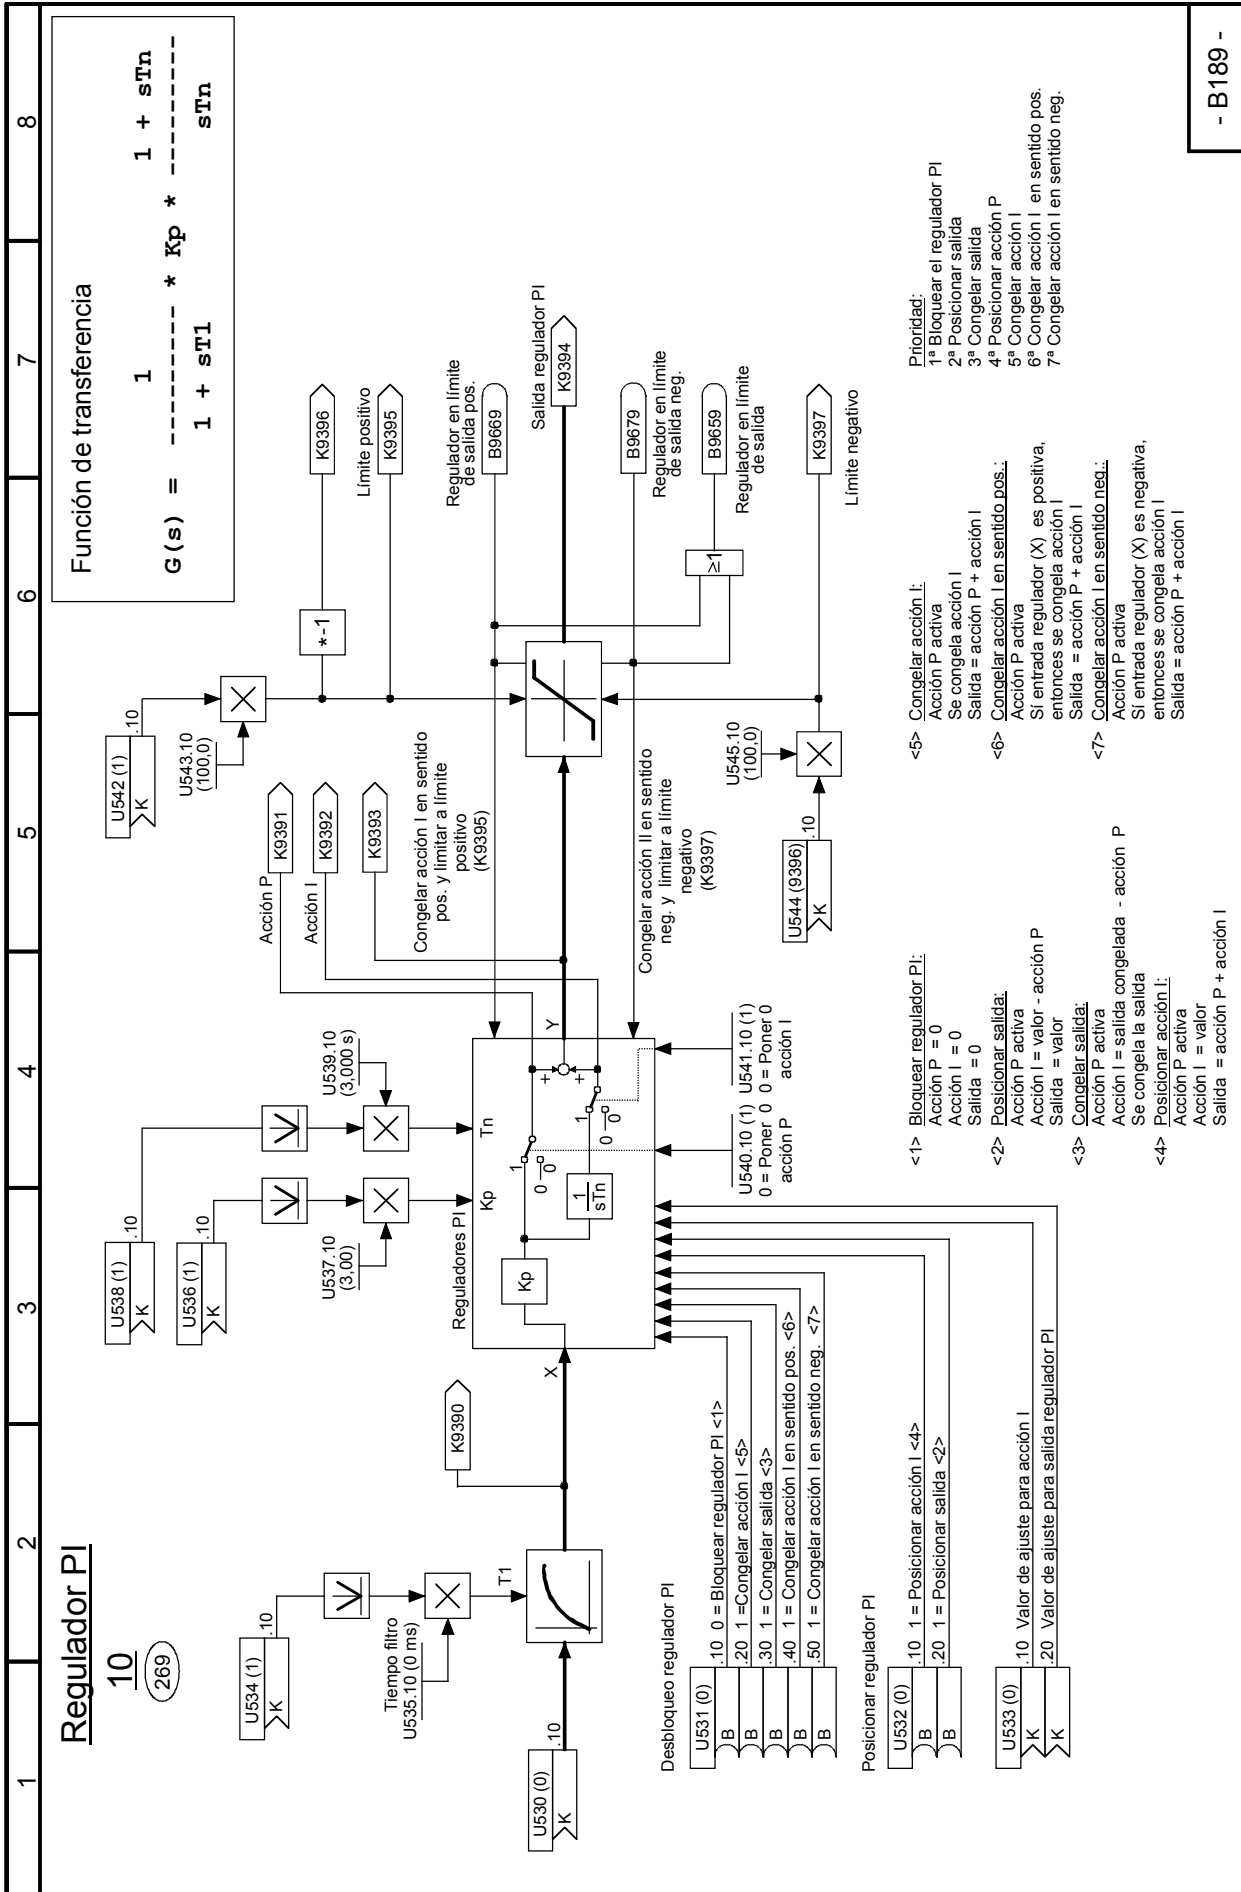 1 2 3 4 5 6 7 8
Regulador PI
10
269
Función de transferencia
1 1 + sTn
G(s) = -------- * Kp * ---------
1 + sT1 sTn
U534 (1)
K
.10
Tiempo filtro
U535.10 (0 ms)
T1
U530 (0)
K
.10
K9390
X
U538 (1)
K
.10
U536 (1)
K
.10
U537.10
(3,00)
U539.10
(3,000 s)
Reguladores PI
Kp
Tn
Kp
1
sTn
1
0
0
1
0
0
+
+
Y
U540.10 (1)
0 = Poner 0
acción P
U541.10 (1)
0 = Poner 0
acción I
Acción P
K9391
Acción I
K9392
K9393
Congelar acción I en sentido
pos. y limitar a límite
positivo
(K9395)
Congelar acción II en sentido
neg. y limitar a límite
negativo
(K9397)
U542 (1)
K
.10
U543.10
(100,0)
*-1
K9396
Límite positivo
K9395
Regulador en límite
de salida pos.
B9669
Salida regulador PI
K9394
B9679
Regulador en límite
de salida neg.
≥1
B9659
Regulador en límite
de salida
K9397
Límite negativo
U545.10
(100,0)
U544 (9396)
K
.10
Desbloqueo regulador PI
U531 (0)
B .10 0 = Bloquear regulador PI <1>
B .20 1 =Congelar acción I <5>
B .30 1 = Congelar salida <3>
B .40 1 = Congelar acción I en sentido pos. <6>
B .50 1 = Congelar acción I en sentido neg. <7>
Posicionar regulador PI
U532 (0)
B .10 1 = Posicionar acción I <4>
B .20 1 = Posicionar salida <2>
U533 (0)
K .10 Valor de ajuste para acción I
K .20 Valor de ajuste para salida regulador PI
<1> Bloquear regulador PI:
Acción P = 0
Acción I = 0
Salida = 0
<2> Posicionar salida:
Acción P activa
Acción I = valor - acción P
Salida = valor
<3> Congelar salida:
Acción P activa
Acción I = salida congelada - acción P
Se congela la salida
<4> Posicionar acción I:
Acción P activa
Acción I = valor
Salida = acción P + acción I
<5> Congelar acción I:
Acción P activa
Se congela acción I
Salida = acción P + acción I
<6> Congelar acción I en sentido pos.:
Acción P activa
Sí entrada regulador (X) es positiva,
entonces se congela acción I
Salida = acción P + acción I
<7> Congelar acción I en sentido neg.:
Acción P activa
Sí entrada regulador (X) es negativa,
entonces se congela acción I
Salida = acción P + acción I
Prioridad:
1ª Bloquear el regulador PI
2ª Posicionar salida
3ª Congelar salida
4ª Posicionar acción P
5ª Congelar acción I
6ª Congelar acción I en sentido pos.
7ª Congelar acción I en sentido neg.
- B189 -